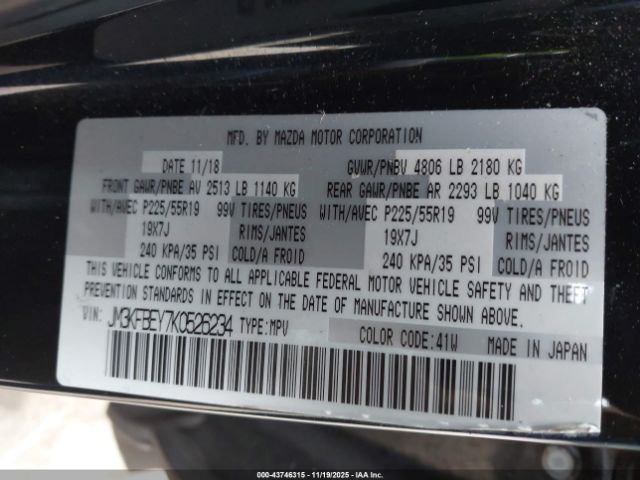 MFD. BY MAZDA MOTOR CORPORATION
DATE 11/18 GVWR/PNBV 4806 LB 2180 KG
FRONT GAWR/PNBE AV 2513 LB 1140 KG REAR GAWR/PNBE AR 2293 LB 1040 KG
WITH/AVEC P225/55R19 99V TIRES/PNEUS WITH/AVEC P225/55R19 99V TIRES/PNEUS
19X7J RIMS/JANTES 19X7J RIMS/JANTES
240 KPA/35 PSI COLD/A FROID 240 KPA/35 PSI COLD/A FROID
THIS VEHICLE CONFORMS TO ALL APPLICABLE FEDERAL MOTOR VEHICLE SAFETY AND THEFT
PREVENTION STANDARDS IN EFFECT ON THE DATE OF MANUFACTURE SHOWN ABOVE.
VIN: JM3KFBEY7K0526234 TYPE:MPV COLOR CODE:41W MADE IN JAPAN
000-43746315 - 11/19/2025 - IAA Inc.